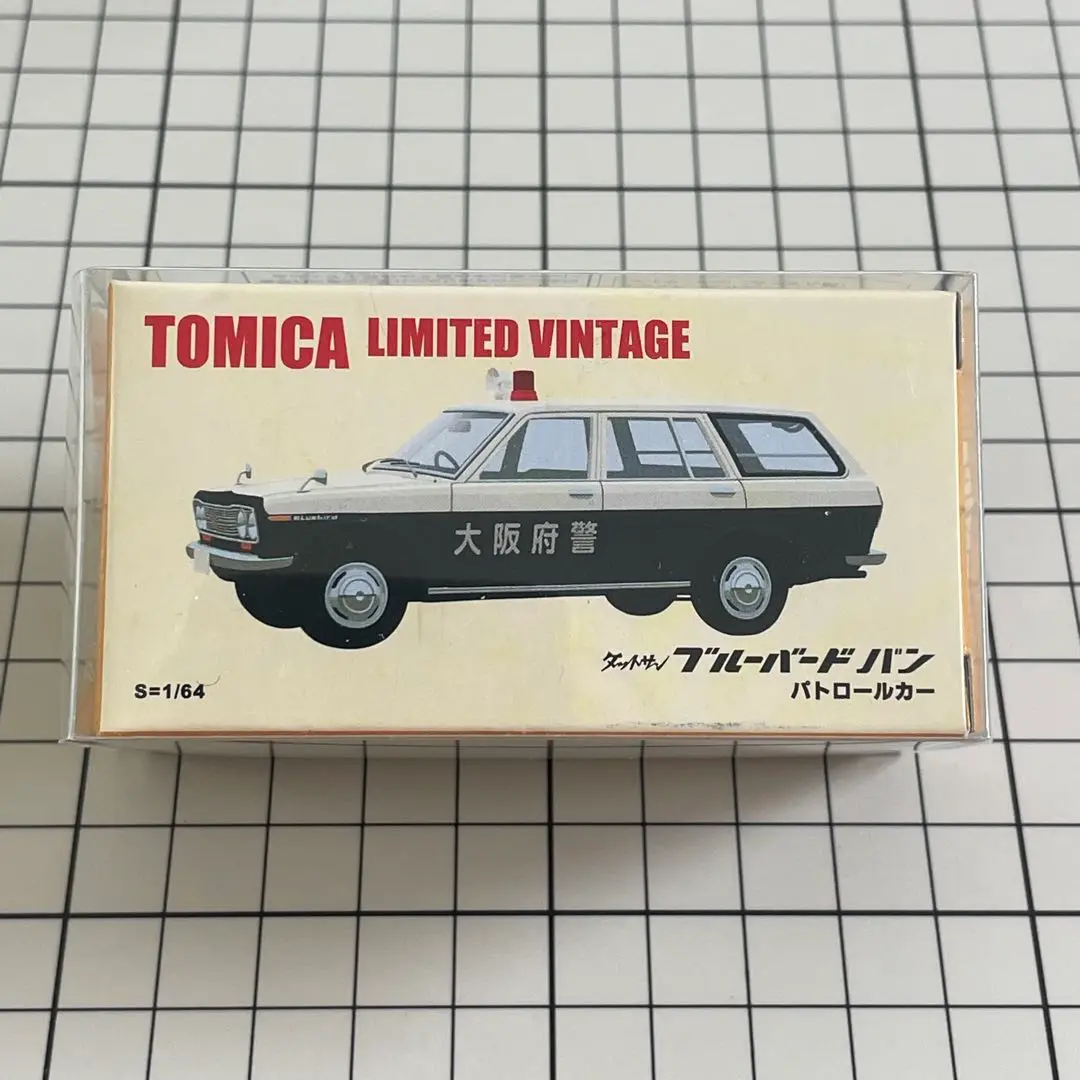 TOMICA LIMITED VINTAGE
Bluebird
大阪府警
ダットサン ブルーバード バン
パトロールカー
S=1/64